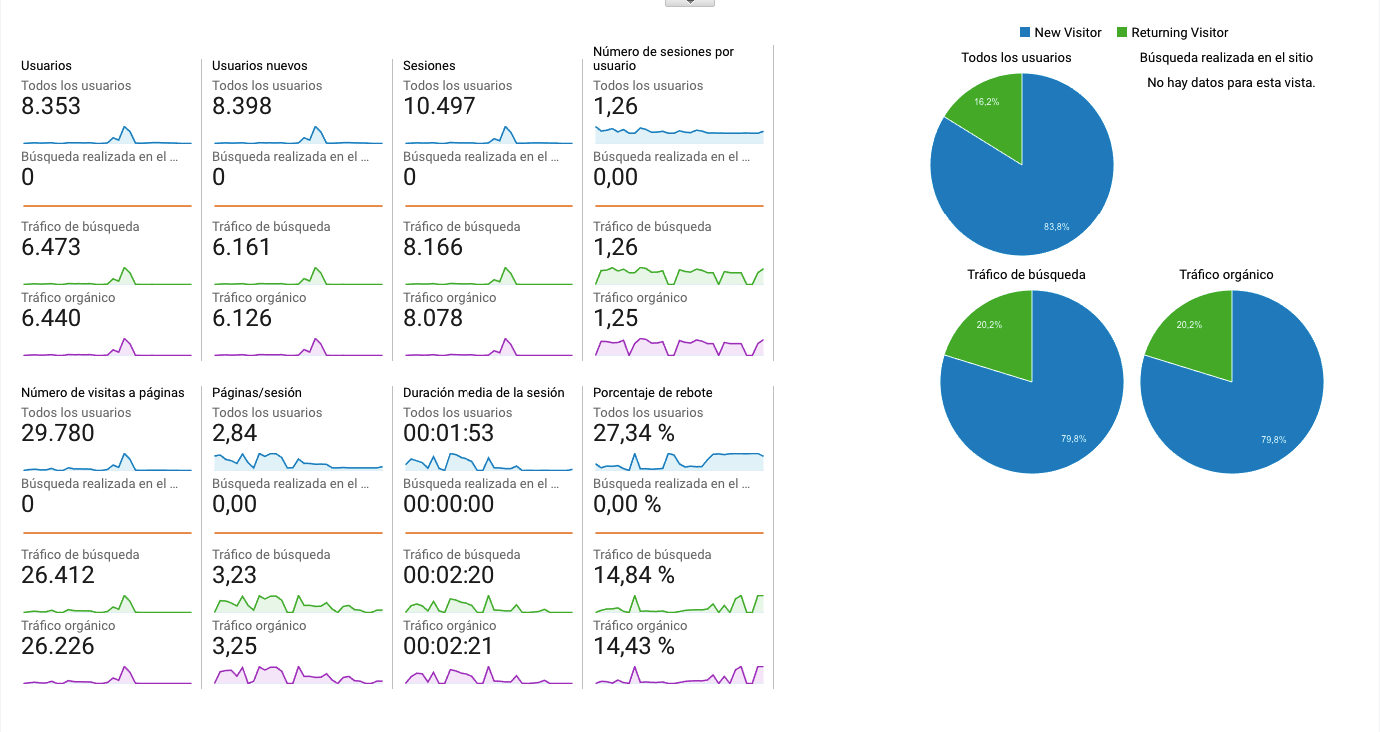 Usuarios
Todos los usuarios
8.353
Búsqueda realizada en el ...
0
Tráfico de búsqueda
6.473
Tráfico orgánico
6.440
Usuarios nuevos
Todos los usuarios
8.398
Búsqueda realizada en el ...
0
Tráfico de búsqueda
6.161
Tráfico orgánico
6.126
Sesiones
Todos los usuarios
10.497
Búsqueda realizada en el ...
0
Tráfico de búsqueda
8.166
Tráfico orgánico
8.078
Número de sesiones por
usuario
Todos los usuarios
1,26
Búsqueda realizada en el ...
0,00
Tráfico de búsqueda
1,26
Tráfico orgánico
1,25
Número de visitas a páginas
Todos los usuarios
29.780
Búsqueda realizada en el ...
0
Tráfico de búsqueda
26.412
Tráfico orgánico
26.226
Páginas/sesión
Todos los usuarios
2,84
Búsqueda realizada en el ...
0,00
Tráfico de búsqueda
3,23
Tráfico orgánico
3,25
Duración media de la sesión
Todos los usuarios
00:01:53
Búsqueda realizada en el ...
00:00:00
Tráfico de búsqueda
00:02:20
Tráfico orgánico
00:02:21
Porcentaje de rebote
Todos los usuarios
27,34 %
Búsqueda realizada en el ...
0,00 %
Tráfico de búsqueda
14,84 %
Tráfico orgánico
14,43 %
New Visitor
Returning Visitor
Todos los usuarios
16,2%
83,8%
Búsqueda realizada en el sitio
No hay datos para esta vista.
Tráfico de búsqueda
20,2%
79,8%
Tráfico orgánico
20,2%
79,8%